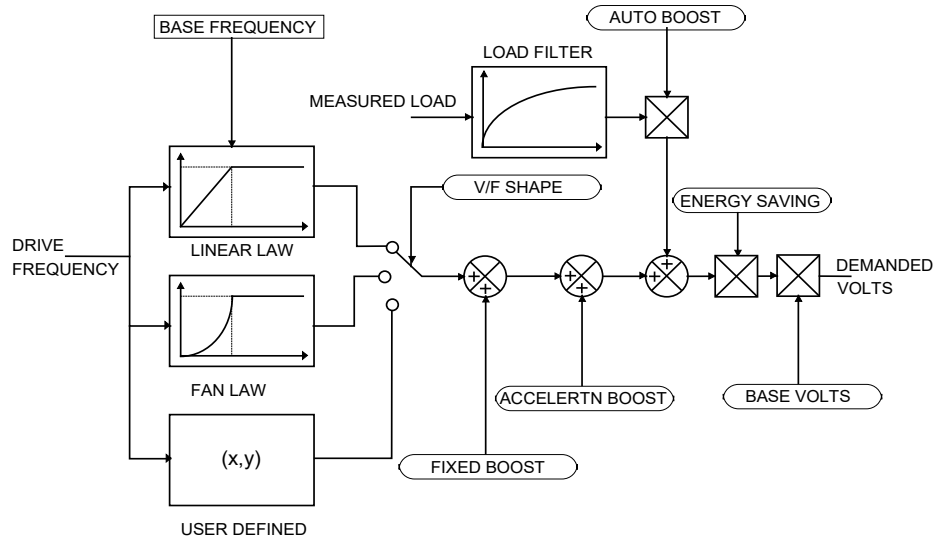 AUTO BOOST
BASE FREQUENCY
LOAD FILTER
MEASURED LOAD
V/F SHAPE
ENERGY SAVING
LINEAR LAW
DRIVE
FREQUENCY
+
+
+
+
+
+
DEMANDED
VOLTS
FAN LAW
ACCELERTN BOOST
BASE VOLTS
(x,y)
FIXED BOOST
USER DEFINED